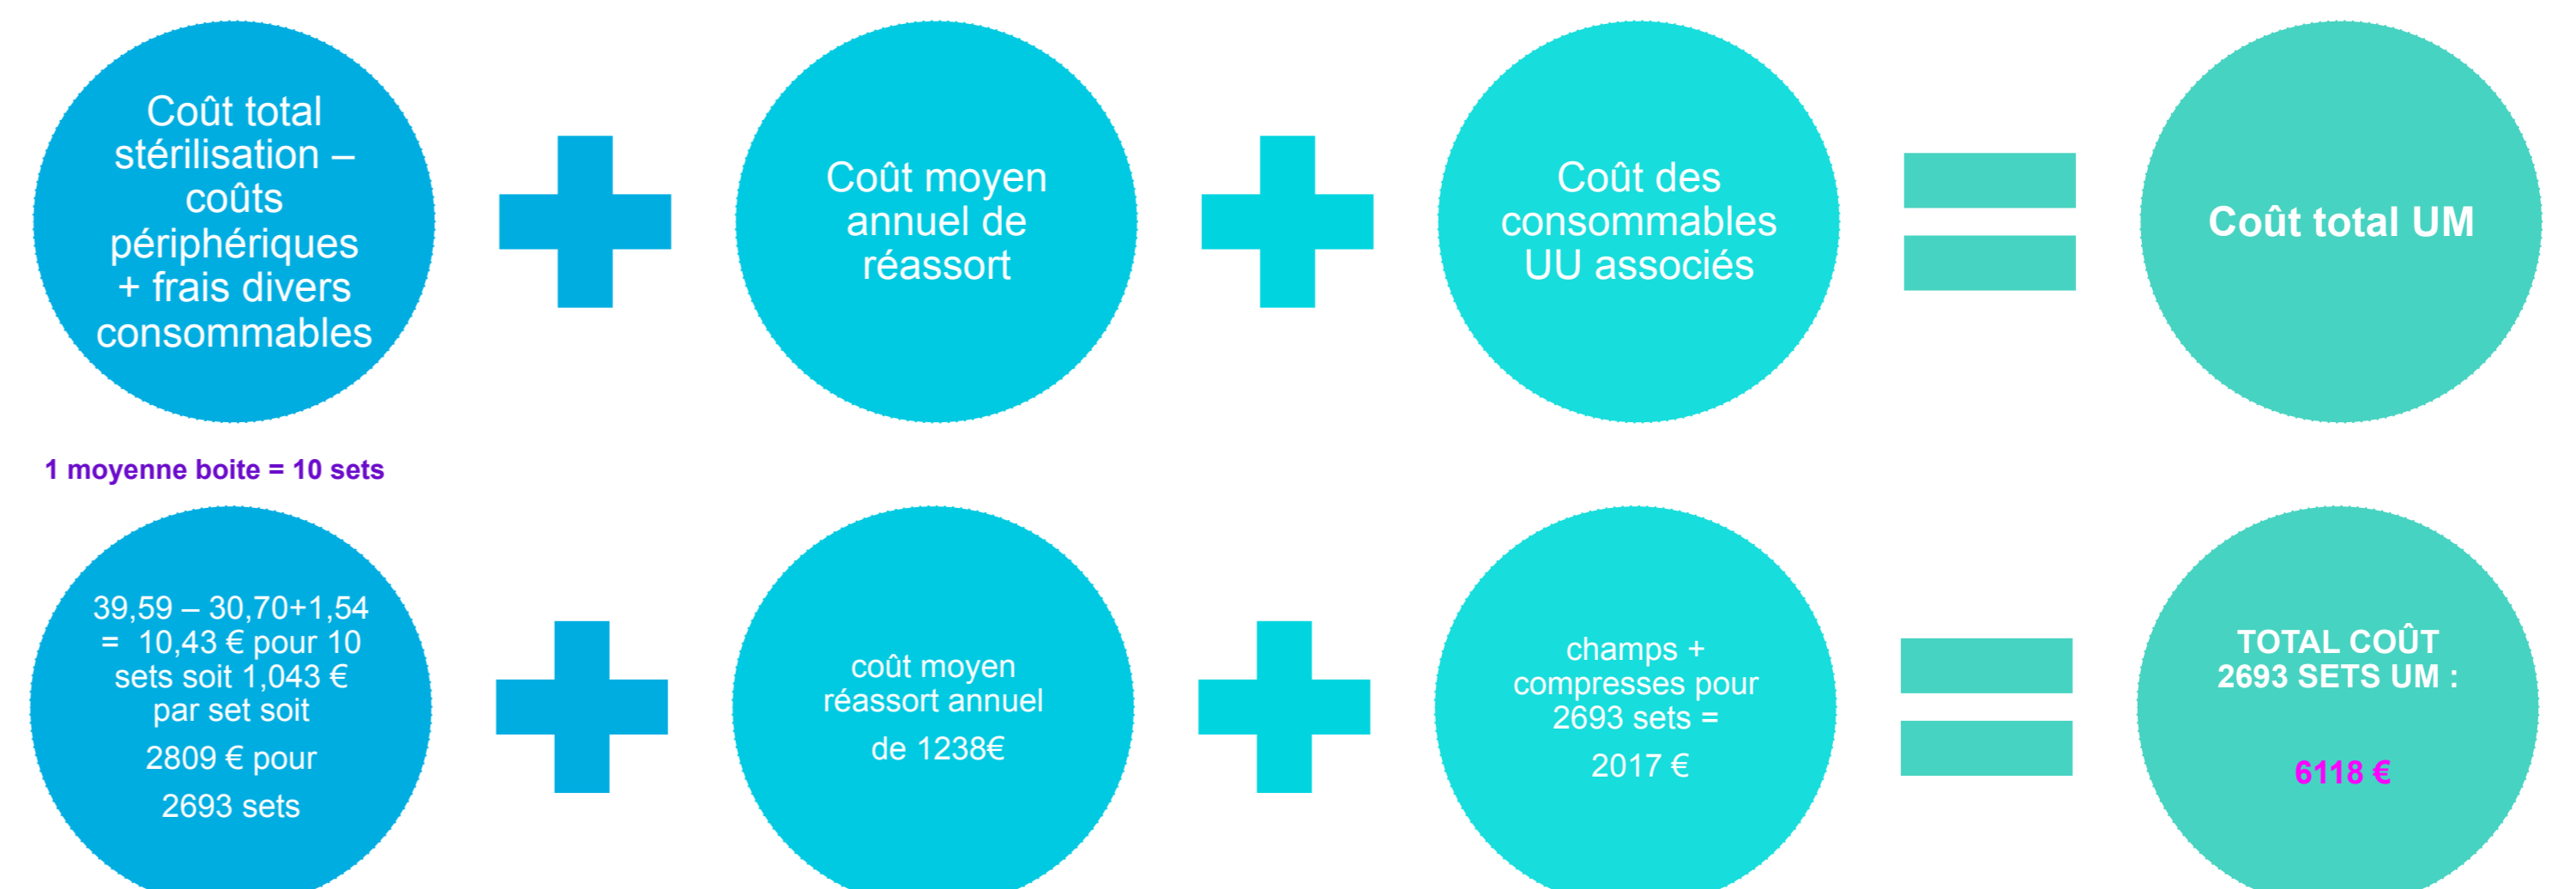 Coût total
stérilisation –
coûts
périphériques
+ frais divers
consommables
Coût moyen
annuel de
réassort
Coût des
consommables
UU associés
Coût total UM
1 moyenne boite = 10 sets
39,59 – 30,70+1,54
= 10,43 € pour 10
sets soit 1,043 €
par set soit
2809 € pour
2693 sets
coût moyen
réassort annuel
de 1238€
champs +
compresses pour
2693 sets =
2017 €
TOTAL COÛT
2693 SETS UM :
6118 €